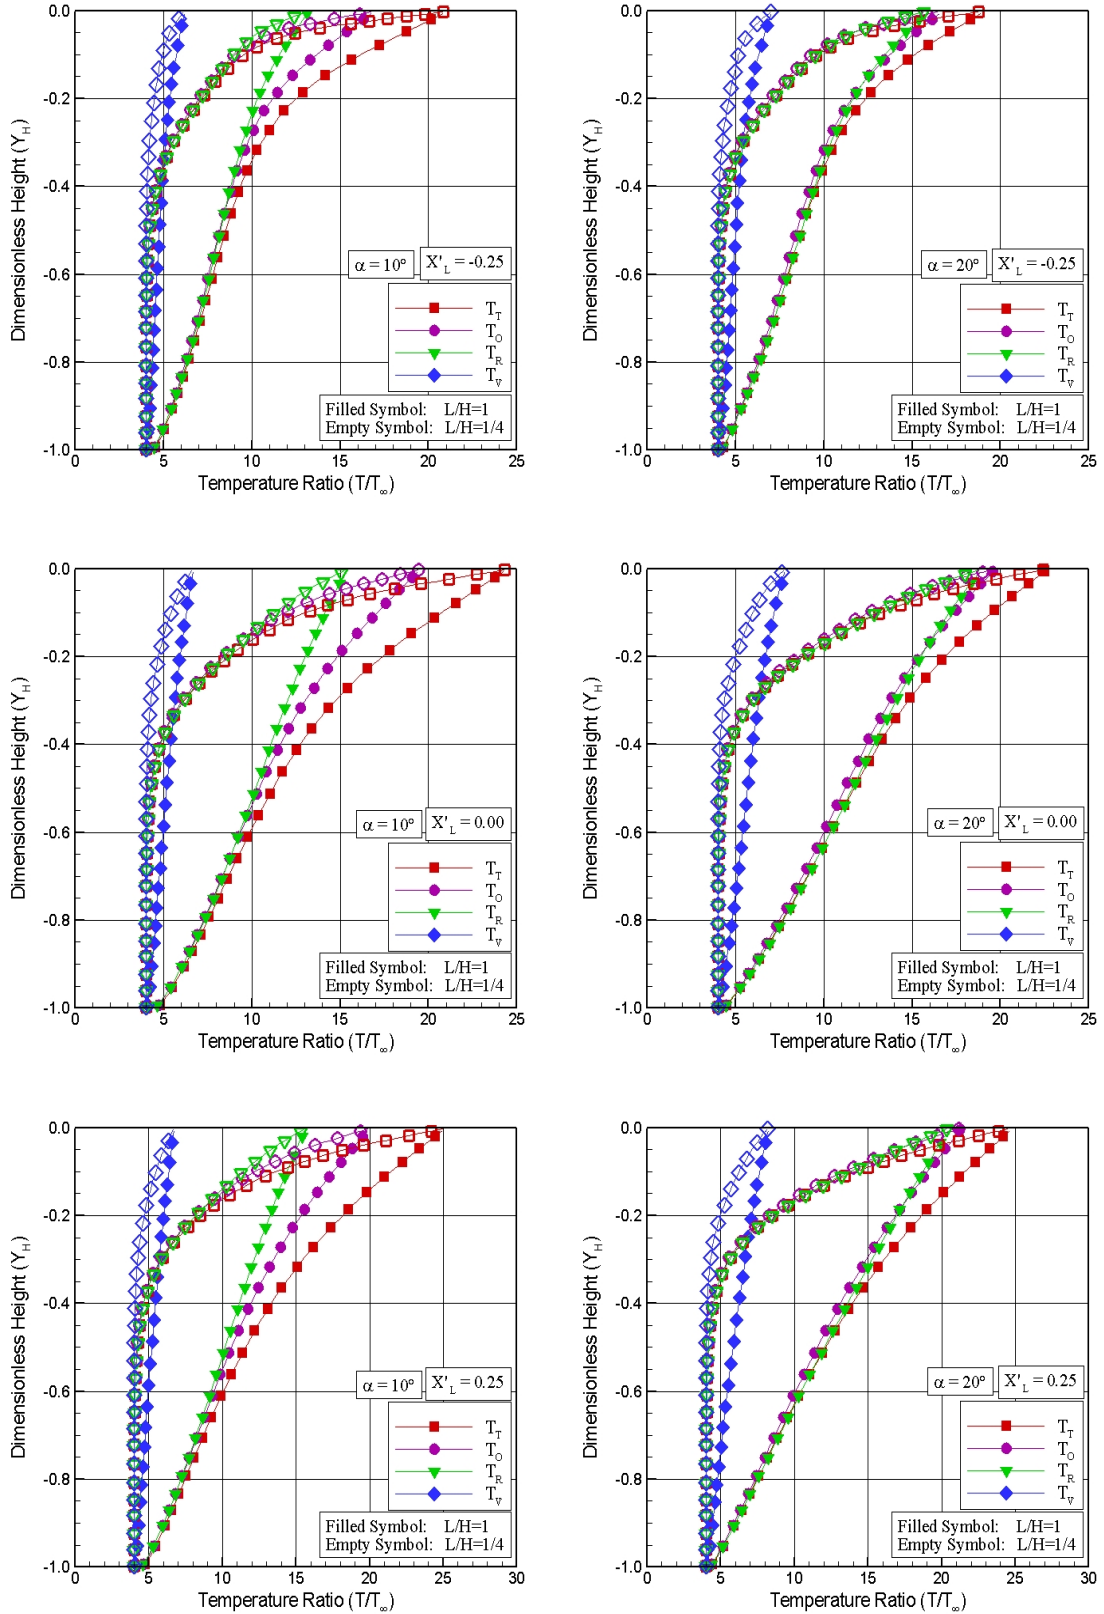 0.0
-0.2
-0.4
-0.6
-0.8
-1.0
0 5 10 15 20 25
Dimensionless Height (Y_H)
Temperature Ratio (T/T_∞)
α = 10° X'_L = -0.25
T_T
T_O
T_R
T_V
Filled Symbol: L/H=1
Empty Symbol: L/H=1/4
0.0
-0.2
-0.4
-0.6
-0.8
-1.0
0 5 10 15 20 25
Dimensionless Height (Y_H)
Temperature Ratio (T/T_∞)
α = 20° X'_L = -0.25
T_T
T_O
T_R
T_V
Filled Symbol: L/H=1
Empty Symbol: L/H=1/4
0.0
-0.2
-0.4
-0.6
-0.8
-1.0
0 5 10 15 20 25
Dimensionless Height (Y_H)
Temperature Ratio (T/T_∞)
α = 10° X'_L = 0.00
T_T
T_O
T_R
T_V
Filled Symbol: L/H=1
Empty Symbol: L/H=1/4
0.0
-0.2
-0.4
-0.6
-0.8
-1.0
0 5 10 15 20 25
Dimensionless Height (Y_H)
Temperature Ratio (T/T_∞)
α = 20° X'_L = 0.00
T_T
T_O
T_R
T_V
Filled Symbol: L/H=1
Empty Symbol: L/H=1/4
0.0
-0.2
-0.4
-0.6
-0.8
-1.0
0 5 10 15 20 25 30
Dimensionless Height (Y_H)
Temperature Ratio (T/T_∞)
α = 10° X'_L = 0.25
T_T
T_O
T_R
T_V
Filled Symbol: L/H=1
Empty Symbol: L/H=1/4
0.0
-0.2
-0.4
-0.6
-0.8
-1.0
0 5 10 15 20 25 30
Dimensionless Height (Y_H)
Temperature Ratio (T/T_∞)
α = 20° X'_L = 0.25
T_T
T_O
T_R
T_V
Filled Symbol: L/H=1
Empty Symbol: L/H=1/4